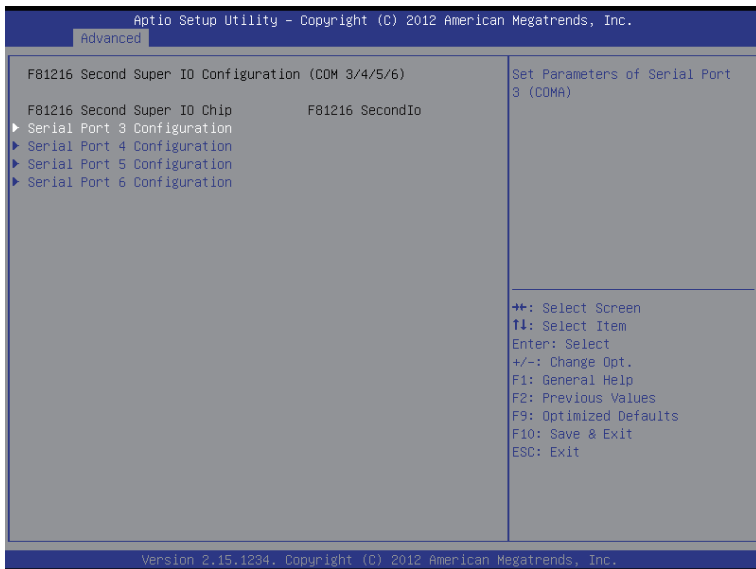 Aptio Setup Utility – Copyright (C) 2012 American Megatrends, Inc.
Advanced
F81216 Second Super IO Configuration (COM 3/4/5/6)
F81216 Second Super IO Chip F81216 SecondIo
▶ Serial Port 3 Configuration
▶ Serial Port 4 Configuration
▶ Serial Port 5 Configuration
▶ Serial Port 6 Configuration
Set Parameters of Serial Port
3 (COMA)
→←: Select Screen
↑↓: Select Item
Enter: Select
+/-: Change Opt.
F1: General Help
F2: Previous Values
F9: Optimized Defaults
F10: Save & Exit
ESC: Exit
Version 2.15.1234. Copyright (C) 2012 American Megatrends, Inc.